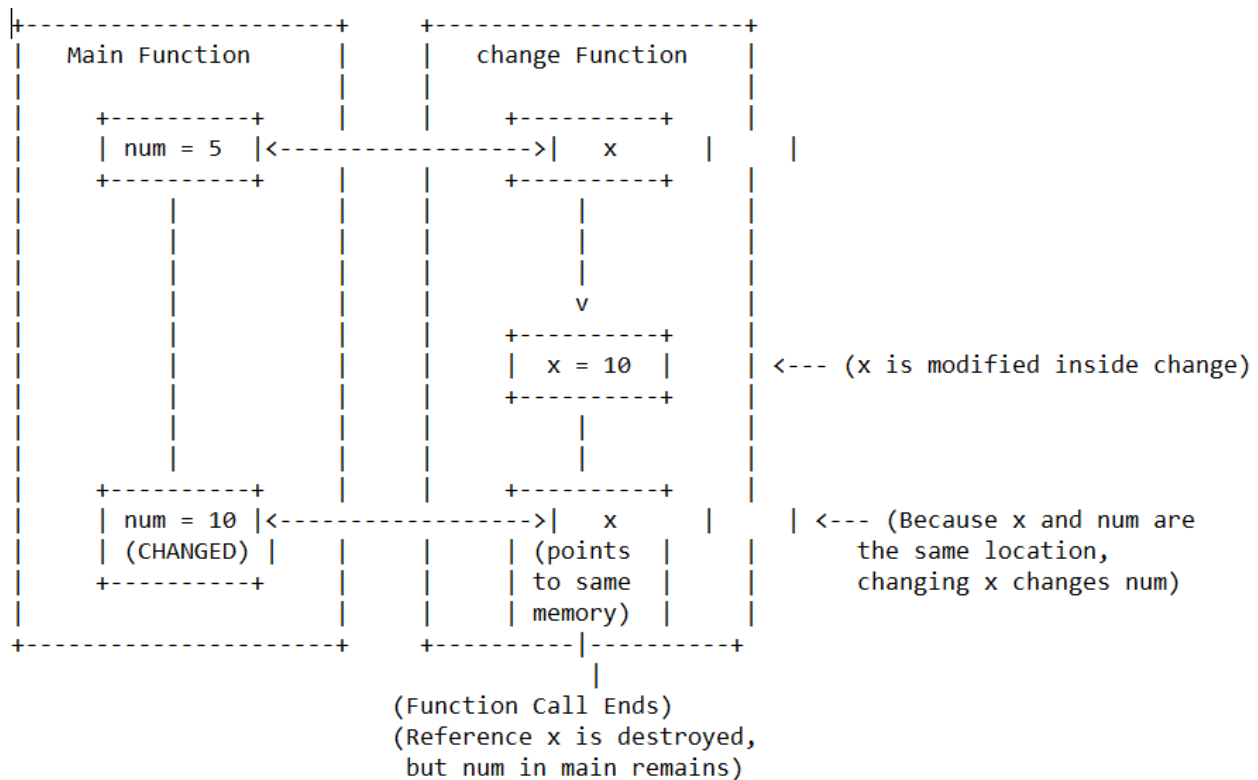 +----------------------+     +---------------------+
|   Main Function      |     |   change Function    |
|                      |     |                      |
|     +----------+     |     |     +----------+     |
|     | num = 5  |<------------------>|   x      |     |
|     +----------+     |     |     +----------+     |
|          |           |     |          |           |
|          |           |     |          |           |
|          |           |     |          |           |
|          |           |     |          v           |
|          |           |     |     +----------+     |
|          |           |     |     |  x = 10  |     | <--- (x is modified inside change)
|          |           |     |     +----------+     |
|          |           |     |          |           |
|          |           |     |          |           |
|     +----------+     |     |     +----------+     |
|     | num = 10 |<------------------>|   x      |     | <--- (Because x and num are
|     | (CHANGED) |    |     |     | (points  |     |       the same location,
|     +----------+     |     |     | to same  |     |       changing x changes num)
|                      |     |     | memory)  |     |
+----------------------+     +----------|----------+
                                        |
                          (Function Call Ends)
                          (Reference x is destroyed,
                           but num in main remains)